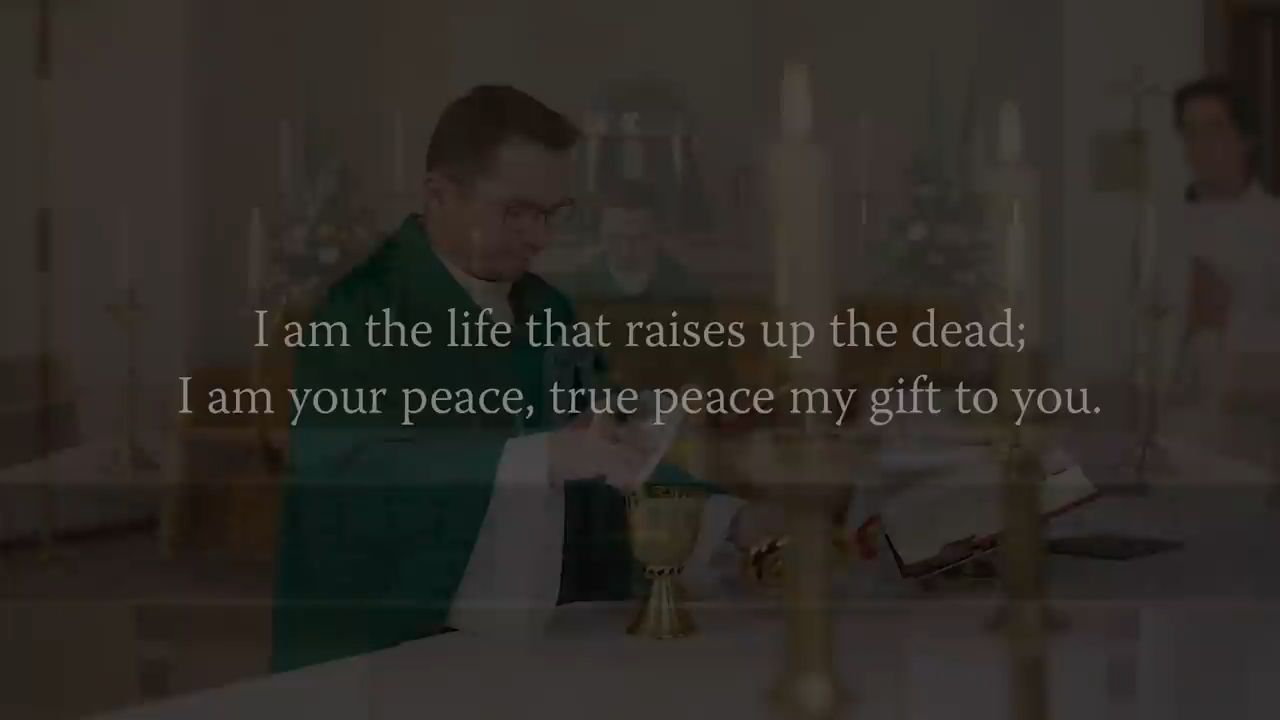 I am the life that raises up the dead;
I am your peace, true peace my gift to you.